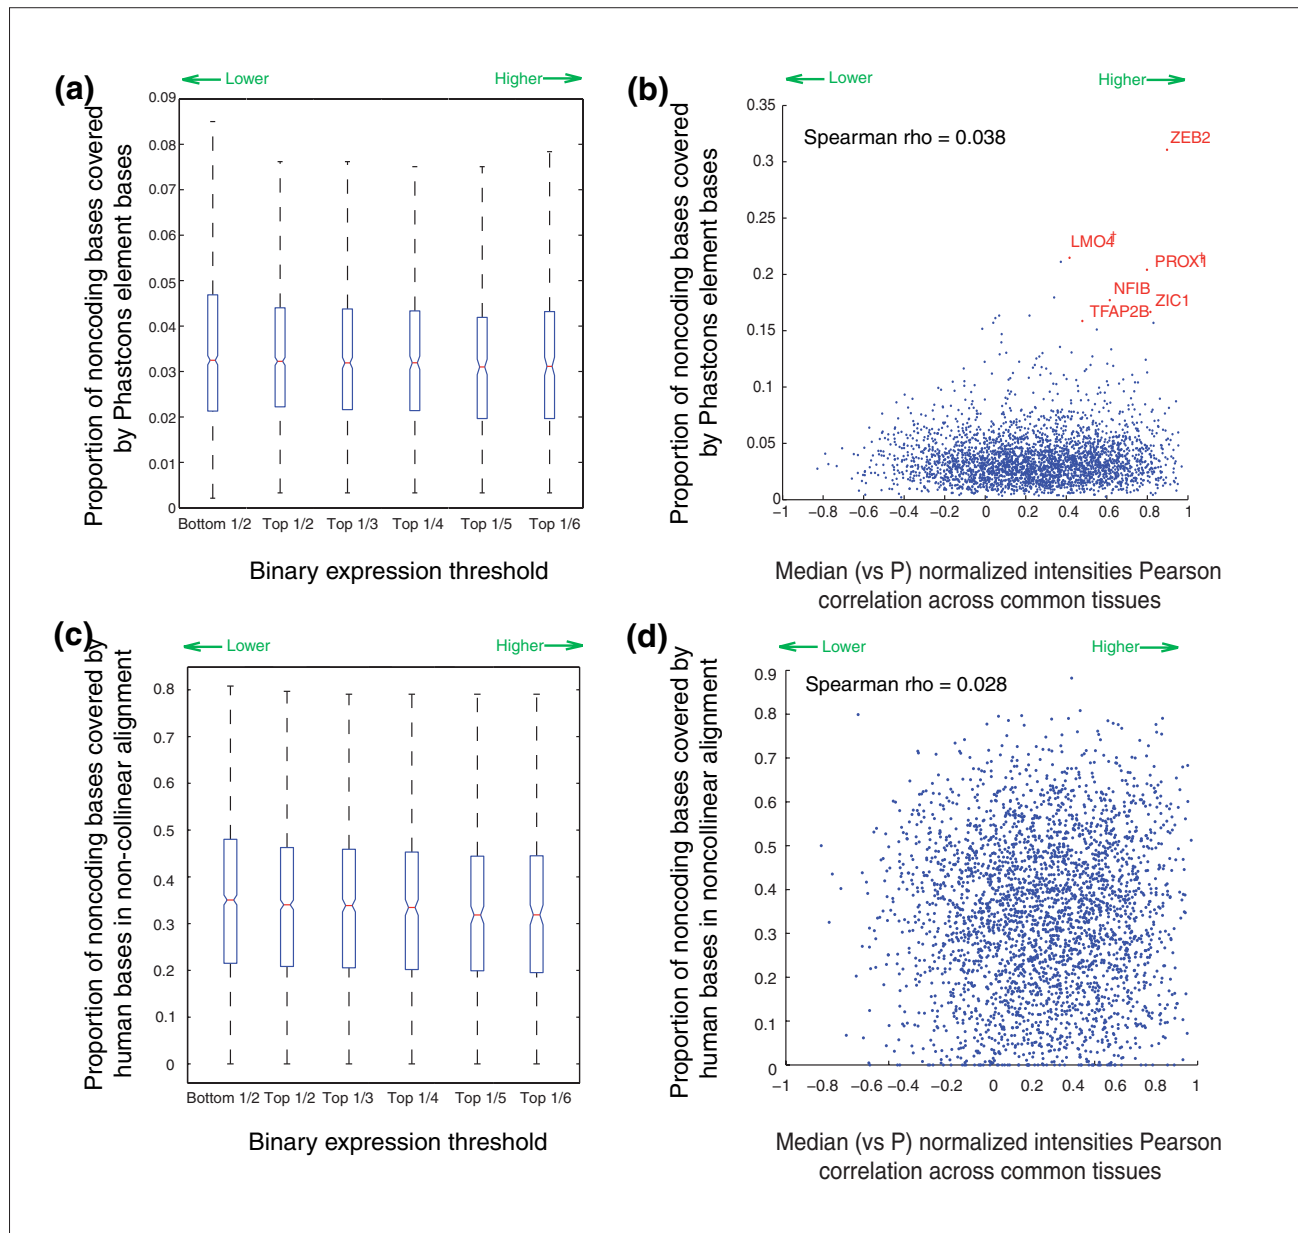 (a)
Lower
Higher
Proportion of noncoding bases covered
by Phastcons element bases
0.09
0.08
0.07
0.06
0.05
0.04
0.03
0.02
0.01
0
Bottom 1/2 Top 1/2 Top 1/3 Top 1/4 Top 1/5 Top 1/6
Binary expression threshold
(b)
Lower
Higher
Proportion of noncoding bases covered
by Phastcons element bases
0.35
0.3
0.25
0.2
0.15
0.1
0.05
0
Spearman rho = 0.038
ZEB2
LMO4†
PROX1†
NFIB
ZIC1
TFAP2B
−1 −0.8 −0.6 −0.4 −0.2 0 0.2 0.4 0.6 0.8 1
Median (vs P) normalized intensities Pearson
correlation across common tissues
(c)
Lower
Higher
Proportion of noncoding bases covered by
human bases in non-collinear alignment
0.8
0.7
0.6
0.5
0.4
0.3
0.2
0.1
0
Bottom 1/2 Top 1/2 Top 1/3 Top 1/4 Top 1/5 Top 1/6
Binary expression threshold
(d)
Lower
Higher
Proportion of noncoding bases covered by
human bases in noncollinear alignment
0.9
0.8
0.7
0.6
0.5
0.4
0.3
0.2
0.1
0
Spearman rho = 0.028
−1 −0.8 −0.6 −0.4 −0.2 0 0.2 0.4 0.6 0.8 1
Median (vs P) normalized intensities Pearson
correlation across common tissues